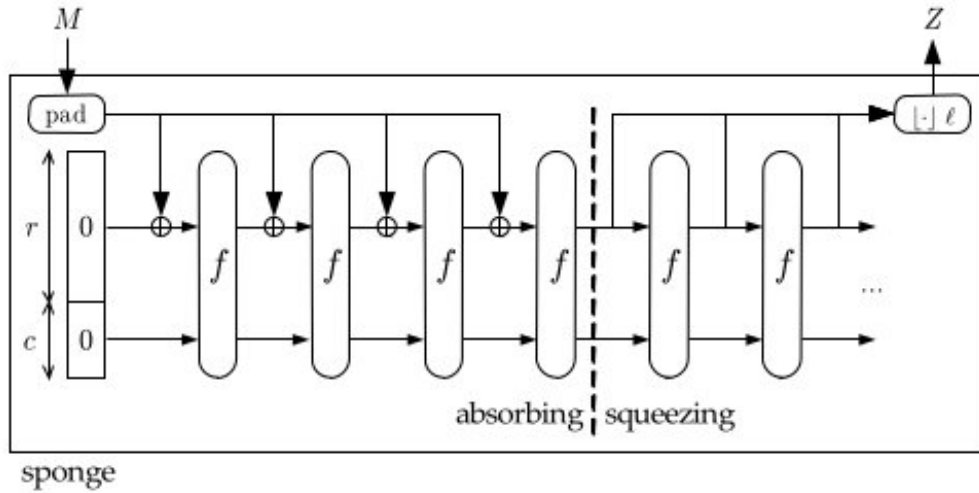 M Z
pad ⌊·⌋ ℓ
r 0 f f f f f f
c 0 ...
absorbing squeezing
sponge